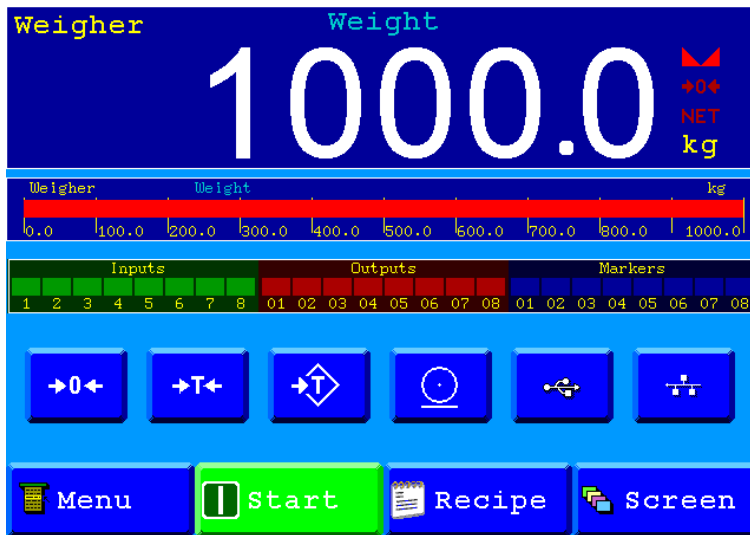 Weigher Weight
1000.0
→0←
NET
kg
Weigher Weight kg
0.0 100.0 200.0 300.0 400.0 500.0 600.0 700.0 800.0 1000.0
Inputs Outputs Markers
1 2 3 4 5 6 7 8 01 02 03 04 05 06 07 08 01 02 03 04 05 06 07 08
→0← →T← →T
Menu Start Recipe Screen